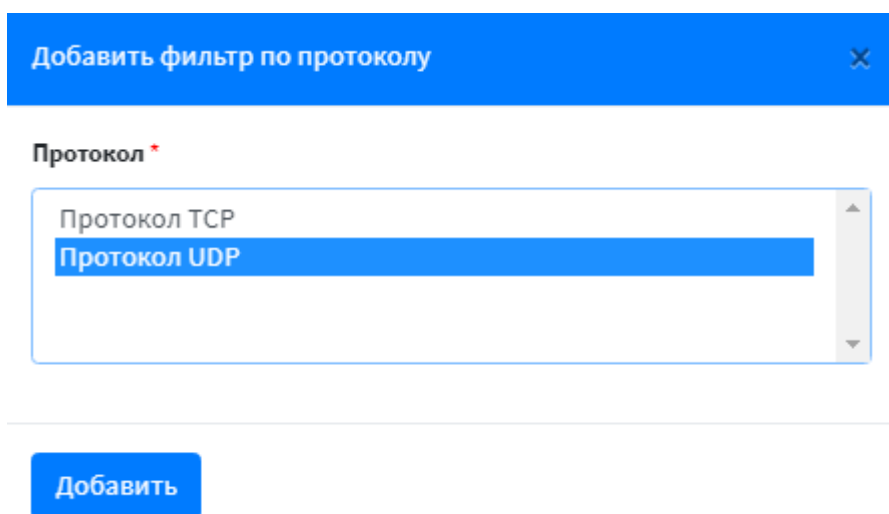 Добавить фильтр по протоколу
Протокол *
Протокол TCP
Протокол UDP
Добавить